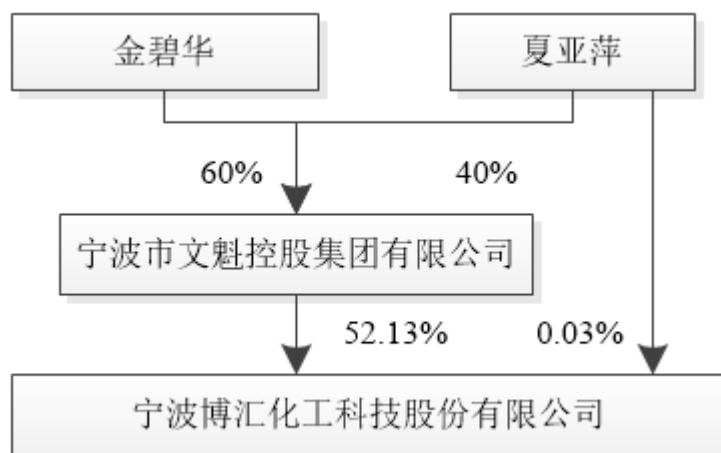 金碧华
夏亚萍
60%
40%
宁波市文魁控股集团有限公司
52.13%
0.03%
宁波博汇化工科技股份有限公司